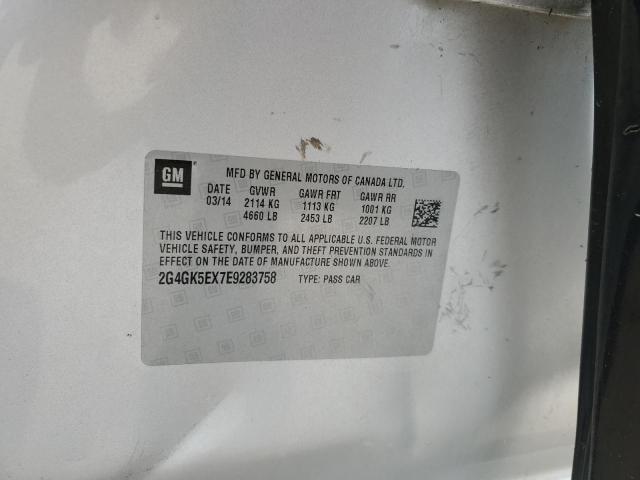 GM
MFD BY GENERAL MOTORS OF CANADA LTD.
DATE GVWR GAWR FRT GAWR RR
03/14 2114 KG 1113 KG 1001 KG
4660 LB 2453 LB 2207 LB
THIS VEHICLE CONFORMS TO ALL APPLICABLE U.S. FEDERAL MOTOR
VEHICLE SAFETY, BUMPER, AND THEFT PREVENTION STANDARDS IN
EFFECT ON THE DATE OF MANUFACTURE SHOWN ABOVE.
2G4GK5EX7E9283758 TYPE: PASS CAR